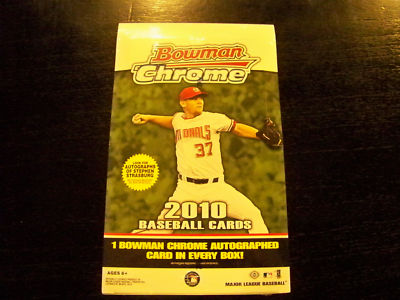 Bowman
Chrome
NATIONALS
37
LOOK FOR
AUTOGRAPHS
OF STEPHEN
STRASBURG
2010
BASEBALL CARDS
1 BOWMAN CHROME AUTOGRAPHED
CARD IN EVERY BOX!
AGES 6+
MAJOR LEAGUE BASEBALL